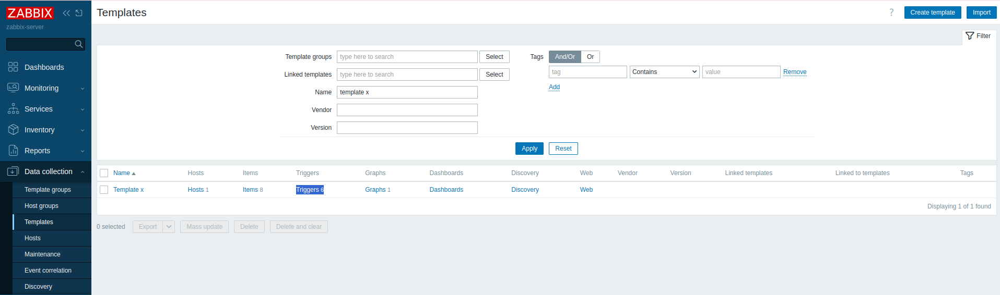 ZABBIX
zabbix-server
Dashboards
Monitoring
Services
Inventory
Reports
Data collection
Template groups
Host groups
Templates
Hosts
Maintenance
Event correlation
Discovery
Templates
? Create template Import
Filter
Template groups type here to search Select
Linked templates type here to search Select
Name template x
Vendor
Version
Tags And/Or Or
tag Contains value Remove
Add
Apply Reset
Name Hosts Items Triggers Graphs Dashboards Discovery Web Vendor Version Linked templates Linked to templates Tags
Template x Hosts 1 Items 8 Triggers 6 Graphs 1 Dashboards Discovery Web
Displaying 1 of 1 found
0 selected Export Mass update Delete Delete and clear